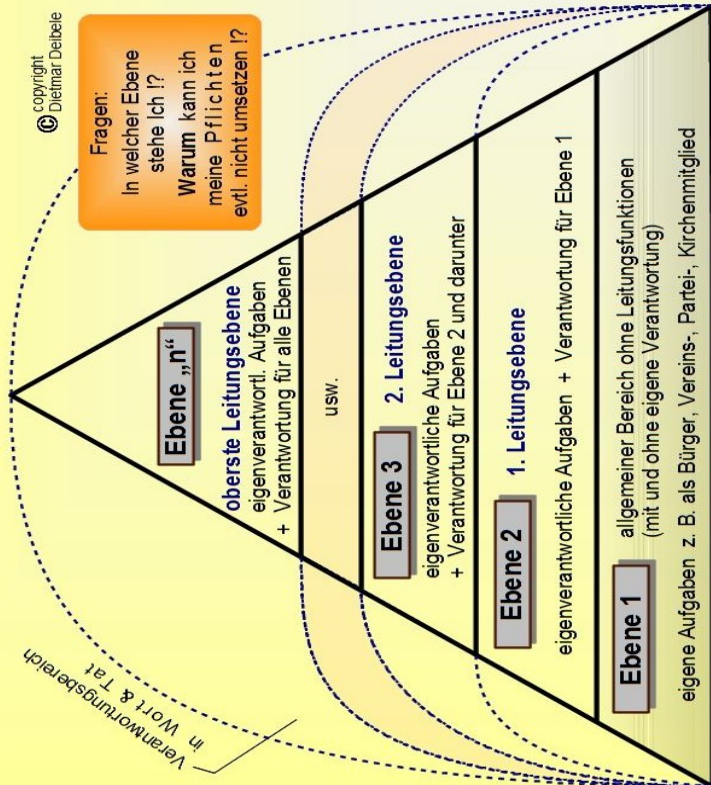 © copyright
Dietmar Deibele
Fragen:
In welcher Ebene
stehe Ich !?
Warum kann ich
meine Pflichten
evtl. nicht umsetzen !?
Verantwortungsbereich
in Wort & Tat
Ebene „n“
oberste Leitungsebene
eigenverantwortl. Aufgaben
+ Verantwortung für alle Ebenen
usw.
Ebene 3 2. Leitungsebene
eigenverantwortliche Aufgaben
+ Verantwortung für Ebene 2 und darunter
Ebene 2 1. Leitungsebene
eigenverantwortliche Aufgaben + Verantwortung für Ebene 1
Ebene 1 allgemeiner Bereich ohne Leitungsfunktionen
(mit und ohne eigene Verantwortung)
eigene Aufgaben z. B. als Bürger, Vereins-, Partei-, Kirchenmitglied